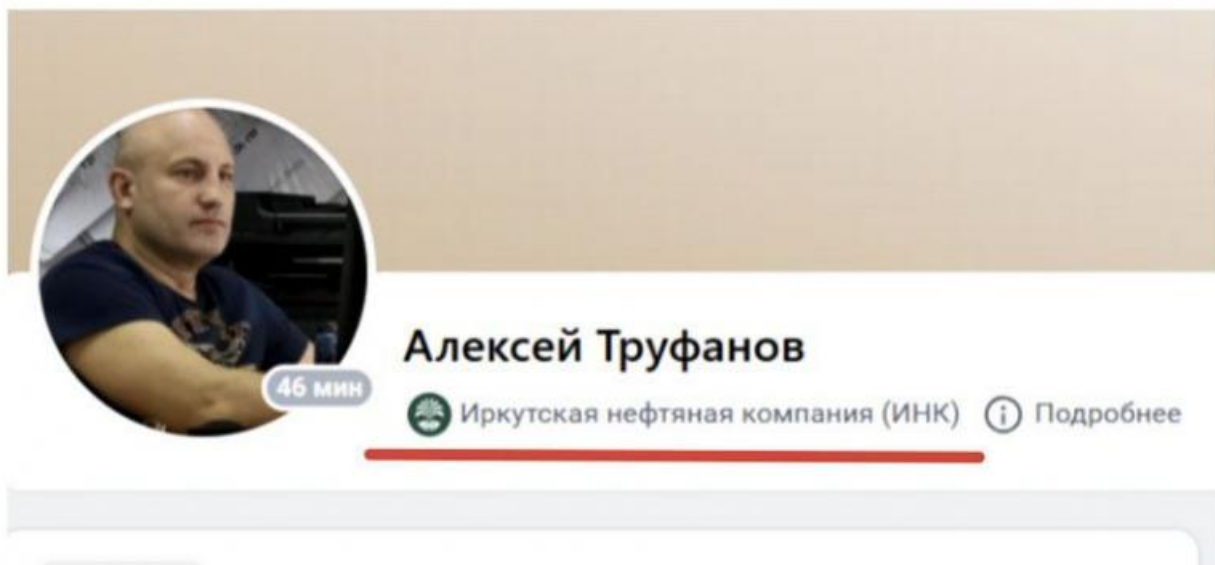 46 мин
Алексей Труфанов
Иркутская нефтяная компания (ИНК) Подробнее